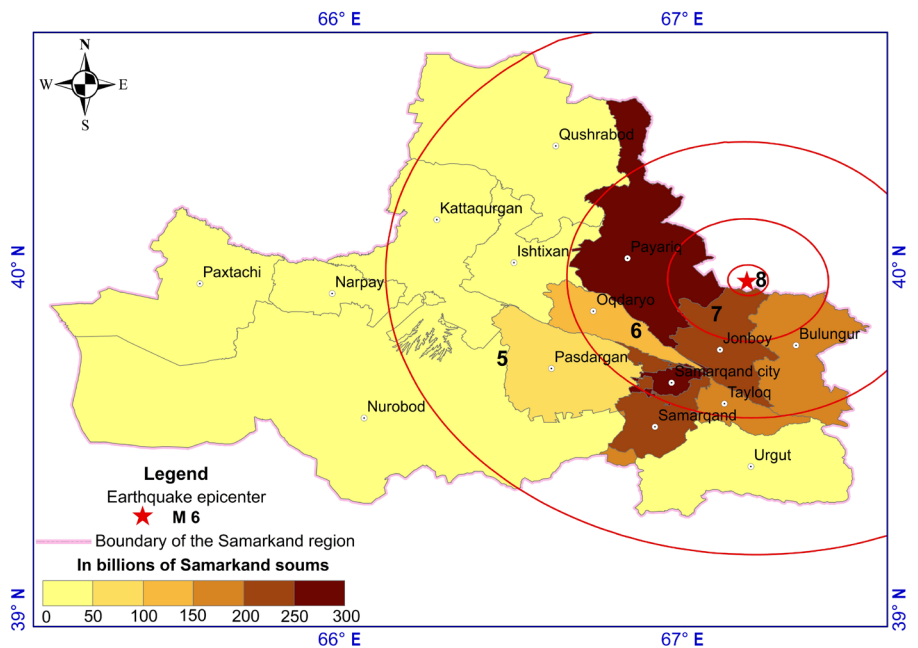 66° E 67° E
N
W E
S
40° N
40° N
39° N
39° N
Qushrabod
Kattaqurgan
Ishtixan
Payariq
Paxtachi
Narpay
8
Oqdaryo
7
6
Jonboy
Bulungur
5
Pasdargan
Samarqand city
Tayloq
Nurobod
Samarqand
Urgut
Legend
Earthquake epicenter
M 6
Boundary of the Samarkand region
In billions of Samarkand soums
0 50 100 150 200 250 300
66° E 67° E